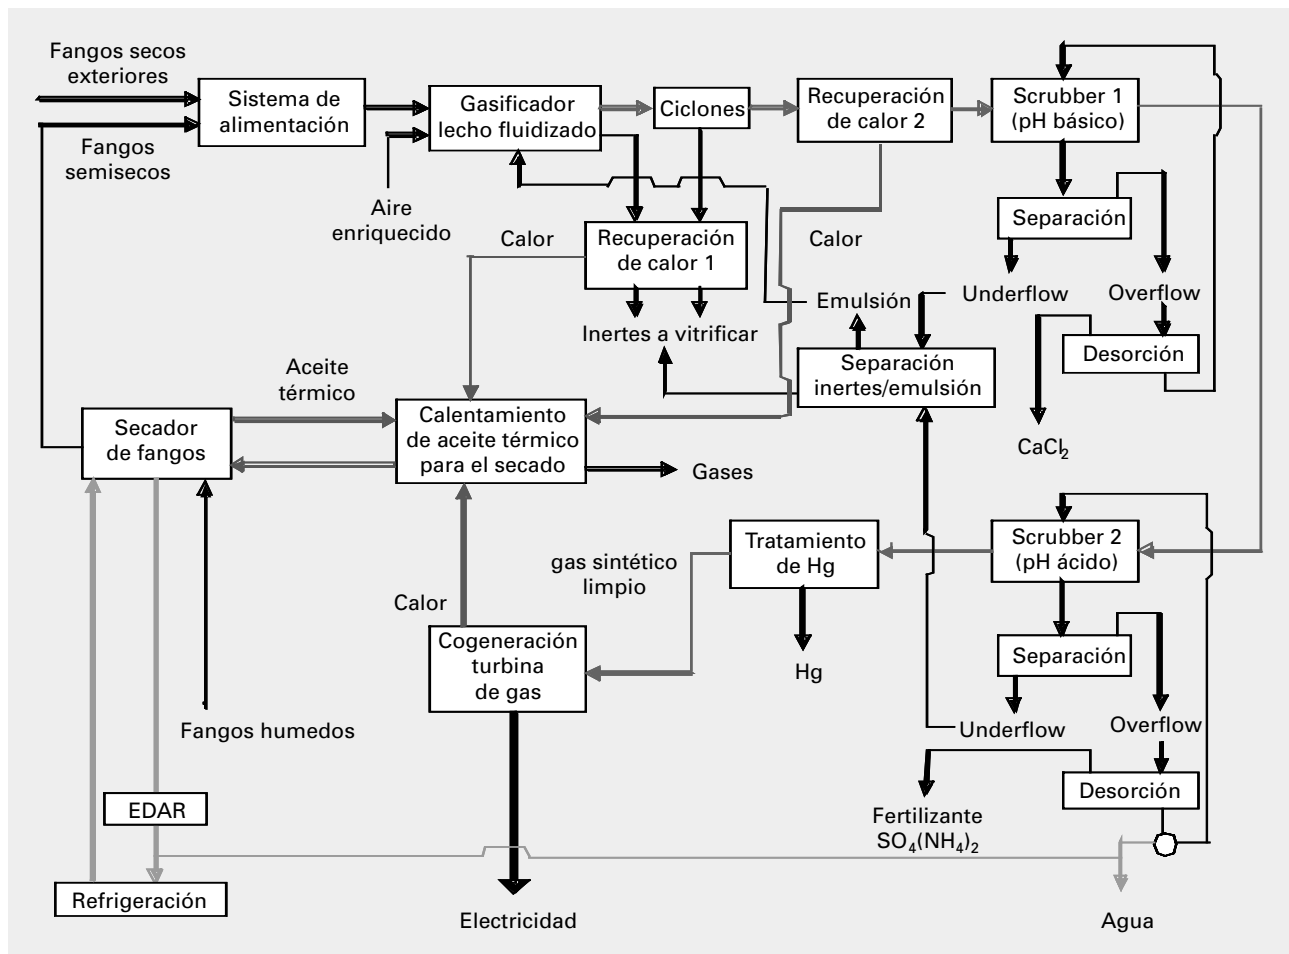 Fangos secos
exteriores
Sistema de
alimentación
Fangos
semisecos
Gasificador
lecho fluidizado
Aire
enriquecido
Ciclones
Recuperación
de calor 2
Scrubber 1
(pH básico)
Separación
Calor
Recuperación
de calor 1
Calor
Underflow
Overflow
Emulsión
Inertes a vitrificar
Desorción
Separación
inertes/emulsión
Aceite
térmico
Secador
de fangos
Calentamiento
de aceite térmico
para el secado
Gases
CaCl₂
Tratamiento
de Hg
Scrubber 2
(pH ácido)
gas sintético
limpio
Calor
Cogeneración
turbina
de gas
Hg
Separación
Fangos humedos
Underflow
Overflow
Desorción
EDAR
Fertilizante
SO₄(NH₄)₂
Refrigeración
Electricidad
Agua